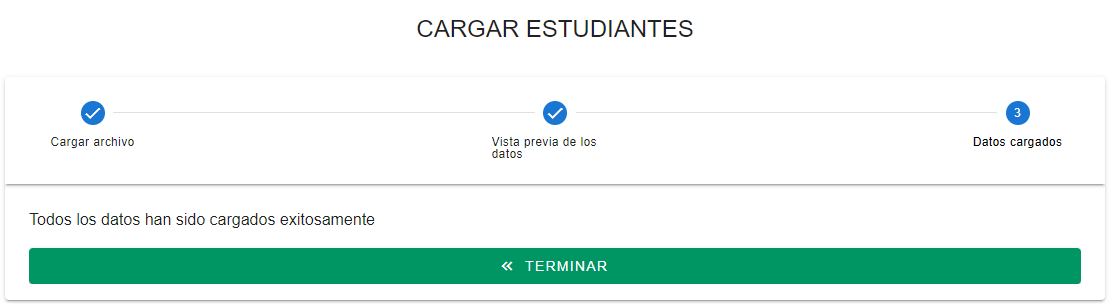 CARGAR ESTUDIANTES
3
Cargar archivo
Vista previa de los
datos
Datos cargados
Todos los datos han sido cargados exitosamente
TERMINAR